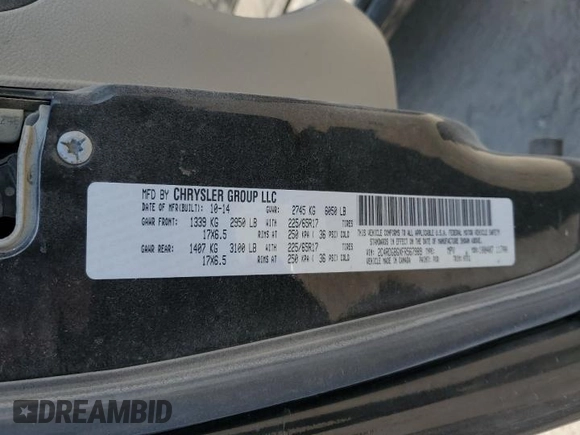 MFD BY CHRYSLER GROUP LLC
DATE OF MFR(BUILT): 10-14 GVWR: 2745 KG 6050 LB
GAWR FRONT: 1339 KG 2950 LB WITH 225/65R17 TIRES
17X6.5 RIMS AT 250 KPA ( 36 PSI COLD
GAWR REAR: 1407 KG 3100 LB WITH 225/65R17 TIRES
17X6.5 RIMS AT 250 KPA ( 36 PSI COLD
THIS VEHICLE CONFORMS TO ALL APPLICABLE U.S.A. FEDERAL MOTOR VEHICLE SAFETY
STANDARDS IN EFFECT ON THE DATE OF MANUFACTURE SHOWN ABOVE.
VEHICLE MADE IN CANADA
DREAMBID